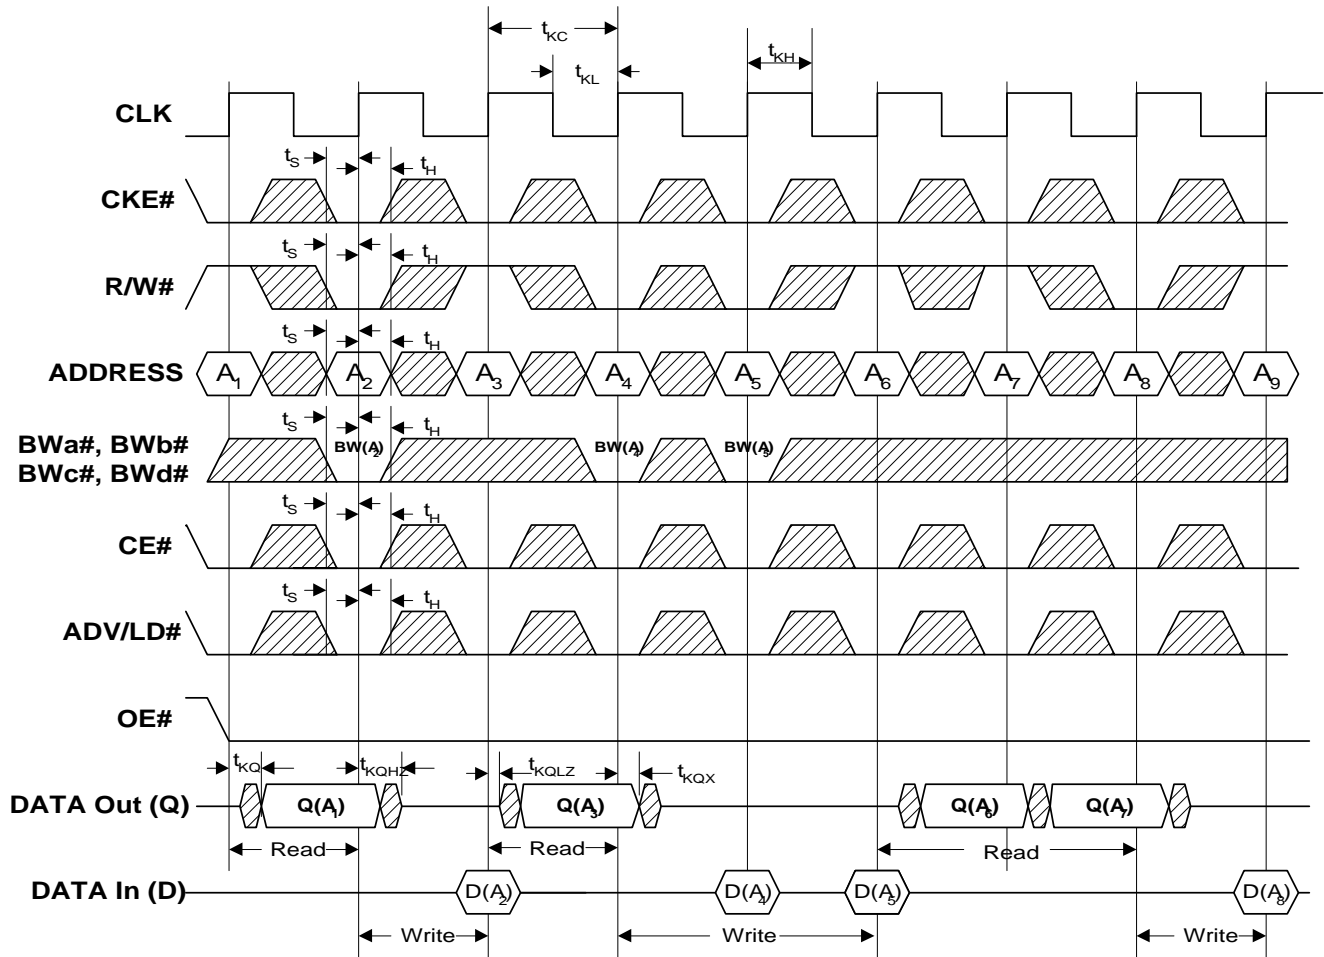 tKC
tKH
tKL
CLK
tS
tH
CKE#
tS
tH
R/W#
tS
tH
ADDRESS
A1
A2
A3
A4
A5
A6
A7
A8
A9
tS
tH
BWa#, BWb#
BWc#, BWd#
BW(A2)
BW(A4)
BW(A5)
tS
tH
CE#
tS
tH
ADV/LD#
OE#
tKQ
tKQHZ
tKQLZ
tKQX
DATA Out (Q)
Q(A1)
Q(A3)
Q(A6)
Q(A7)
Read
Read
Read
DATA In (D)
D(A2)
D(A4)
D(A5)
D(A8)
Write
Write
Write